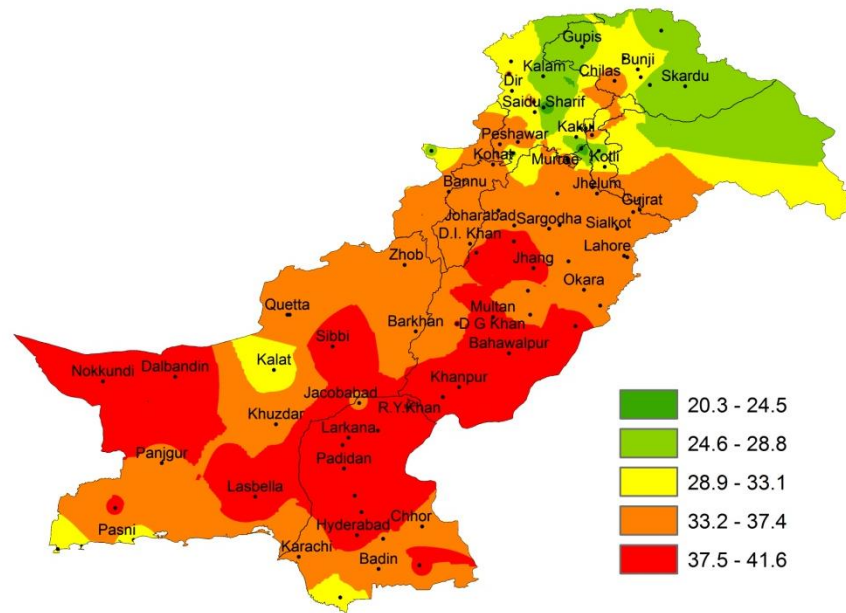 Gupis
Bunji
Kalam
Chilas
Skardu
Dir
Saidu Sharif
Kakul
Peshawar
Kohat
Murree
Kotli
Bannu
Jhelum
Gujrat
Joharabad
Sargodha
Sialkot
D.I. Khan
Lahore
Zhob
Jhang
Okara
Quetta
Multan
Barkhan
D G Khan
Sibbi
Bahawalpur
Kalat
Nokkundi
Dalbandin
Khanpur
Jacobabad
R.Y.Khan
Khuzdar
Larkana
Panjgur
Padidan
Lasbella
Pasni
Hyderabad
Chhor
Karachi
Badin
20.3 - 24.5
24.6 - 28.8
28.9 - 33.1
33.2 - 37.4
37.5 - 41.6